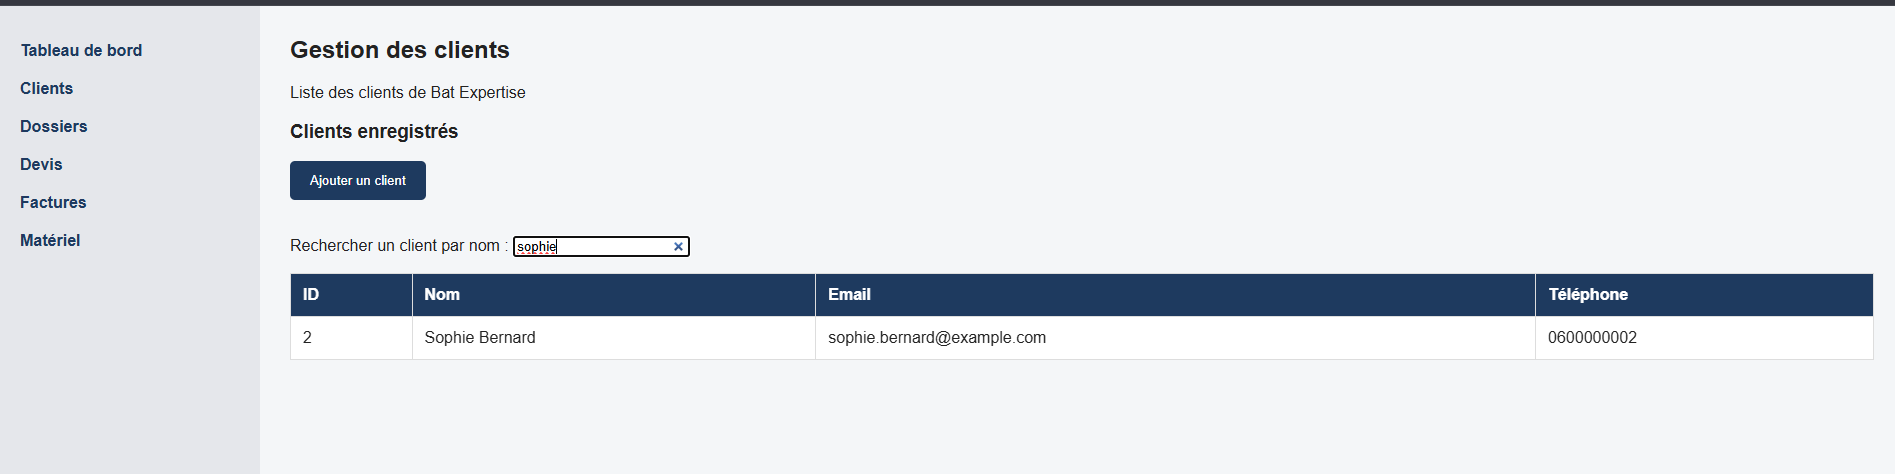 Tableau de bord
Clients
Dossiers
Devis
Factures
Matériel
Gestion des clients
Liste des clients de Bat Expertise
Clients enregistrés
Ajouter un client
Rechercher un client par nom : sophie
ID Nom Email Téléphone
2 Sophie Bernard sophie.bernard@example.com 0600000002